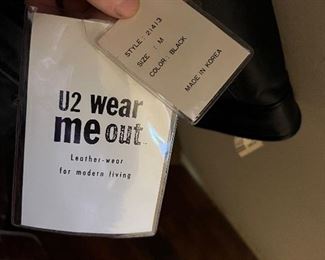 STYLE : 21413
SIZE : M
COLOR : BLACK
MADE IN KOREA
U2 wear
me out
Leather-wear
for modern living